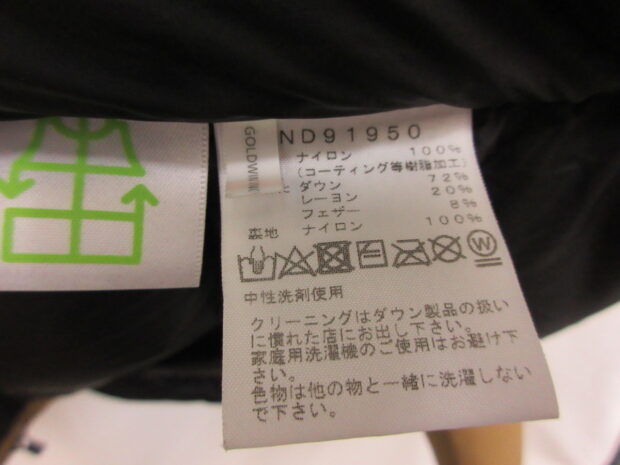 GOLDWIN
ND91950
ナイロン 100%
(コーティング等樹脂加工)
ダウン 72%
レーヨン 20%
フェザー 8%
裏地 ナイロン 100%
W
中性洗剤使用
クリーニングはダウン製品の扱い
に慣れた店にお出し下さい。
家庭用洗濯機のご使用はお避け下
さい。
色物は他の物と一緒に洗濯しない
で下さい。